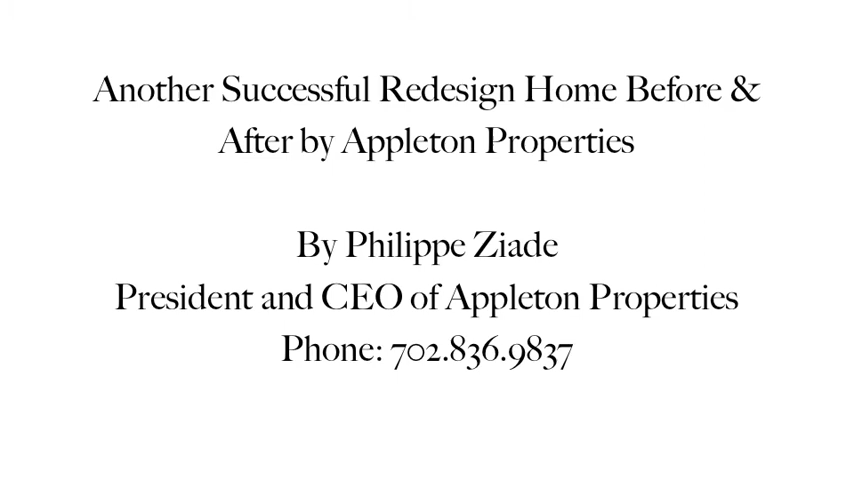 Another Successful Redesign Home Before &
After by Appleton Properties
By Philippe Ziade
President and CEO of Appleton Properties
Phone: 702.836.9837